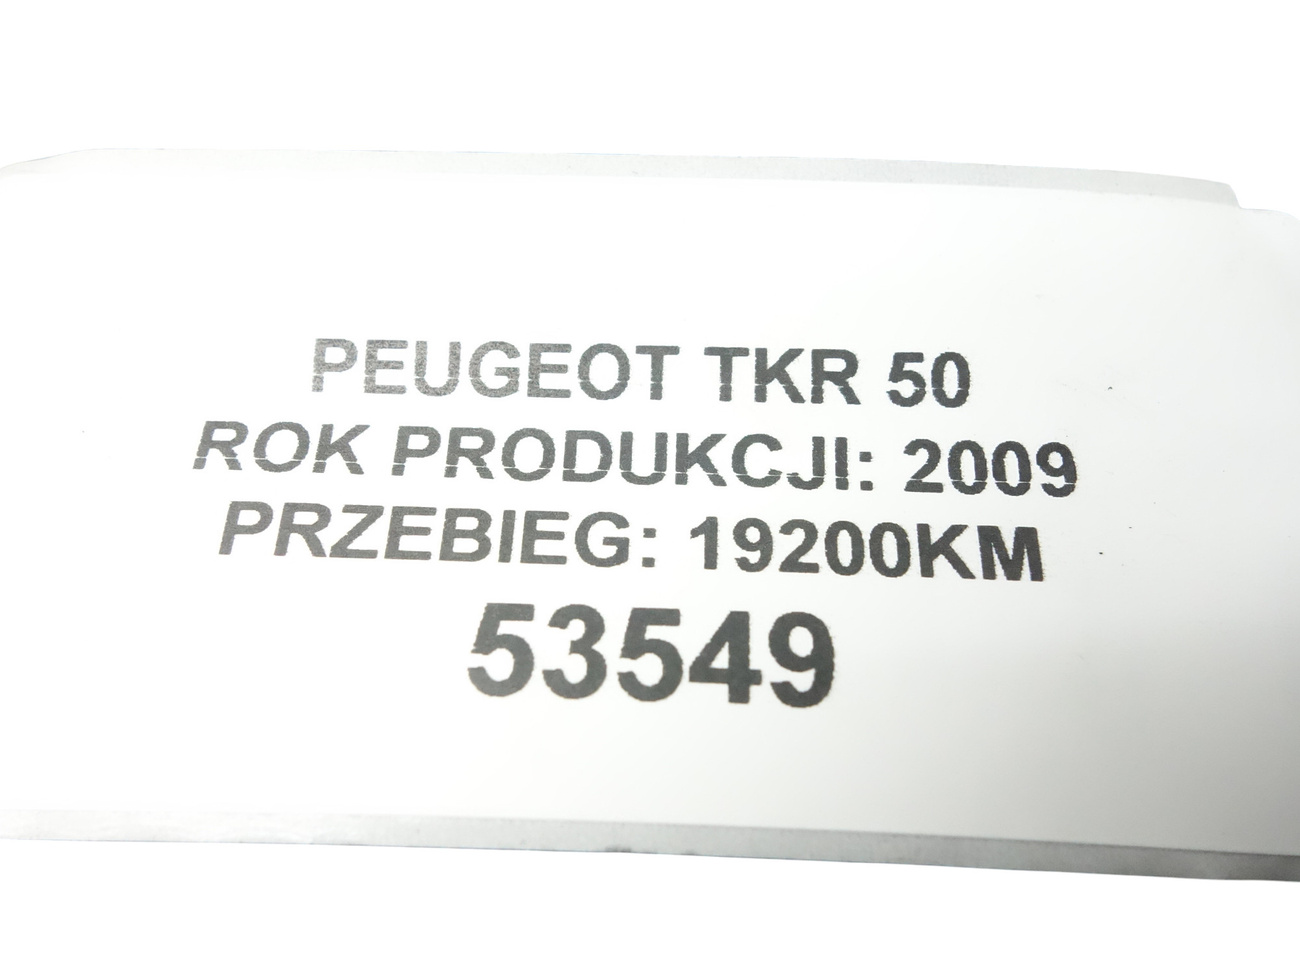 PEUGEOT TKR 50
ROK PRODUKCJI: 2009
PRZEBIEG: 19200KM
53549